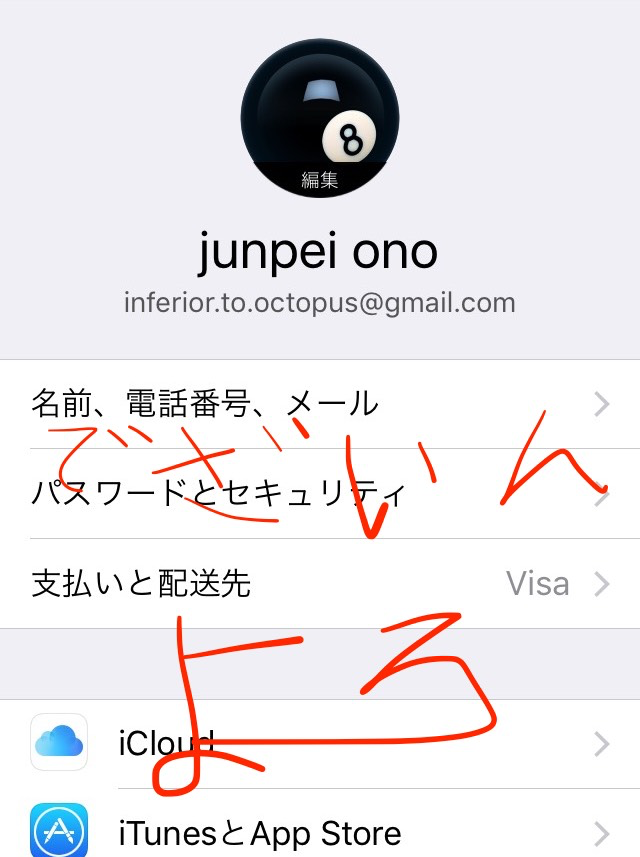 8
編集
junpei ono
inferior.to.octopus@gmail.com
名前、電話番号、メール
でざいん
パスワードとセキュリティ
支払いと配送先 Visa
よろ
iCloud
iTunesとApp Store